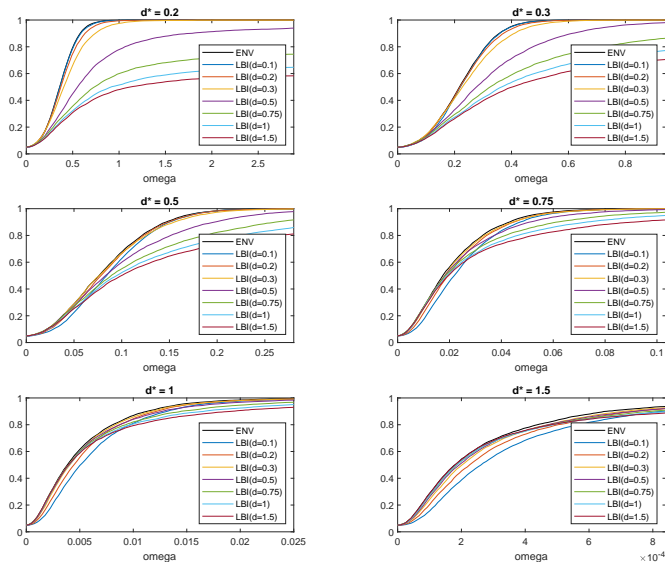 d* = 0.2
1
0.8
0.6
0.4
0.2
0
ENV
LBI(d=0.1)
LBI(d=0.2)
LBI(d=0.3)
LBI(d=0.5)
LBI(d=0.75)
LBI(d=1)
LBI(d=1.5)
0 0.5 1 1.5 2 2.5
omega
d* = 0.3
1
0.8
0.6
0.4
0.2
0
ENV
LBI(d=0.1)
LBI(d=0.2)
LBI(d=0.3)
LBI(d=0.5)
LBI(d=0.75)
LBI(d=1)
LBI(d=1.5)
0 0.2 0.4 0.6 0.8
omega
d* = 0.5
1
0.8
0.6
0.4
0.2
0
ENV
LBI(d=0.1)
LBI(d=0.2)
LBI(d=0.3)
LBI(d=0.5)
LBI(d=0.75)
LBI(d=1)
LBI(d=1.5)
0 0.05 0.1 0.15 0.2 0.25
omega
d* = 0.75
1
0.8
0.6
0.4
0.2
0
ENV
LBI(d=0.1)
LBI(d=0.2)
LBI(d=0.3)
LBI(d=0.5)
LBI(d=0.75)
LBI(d=1)
LBI(d=1.5)
0 0.02 0.04 0.06 0.08 0.1
omega
d* = 1
1
0.8
0.6
0.4
0.2
0
ENV
LBI(d=0.1)
LBI(d=0.2)
LBI(d=0.3)
LBI(d=0.5)
LBI(d=0.75)
LBI(d=1)
LBI(d=1.5)
0 0.005 0.01 0.015 0.02 0.025
omega
d* = 1.5
1
0.8
0.6
0.4
0.2
0
ENV
LBI(d=0.1)
LBI(d=0.2)
LBI(d=0.3)
LBI(d=0.5)
LBI(d=0.75)
LBI(d=1)
LBI(d=1.5)
0 2 4 6 8
omega
×10⁻⁴